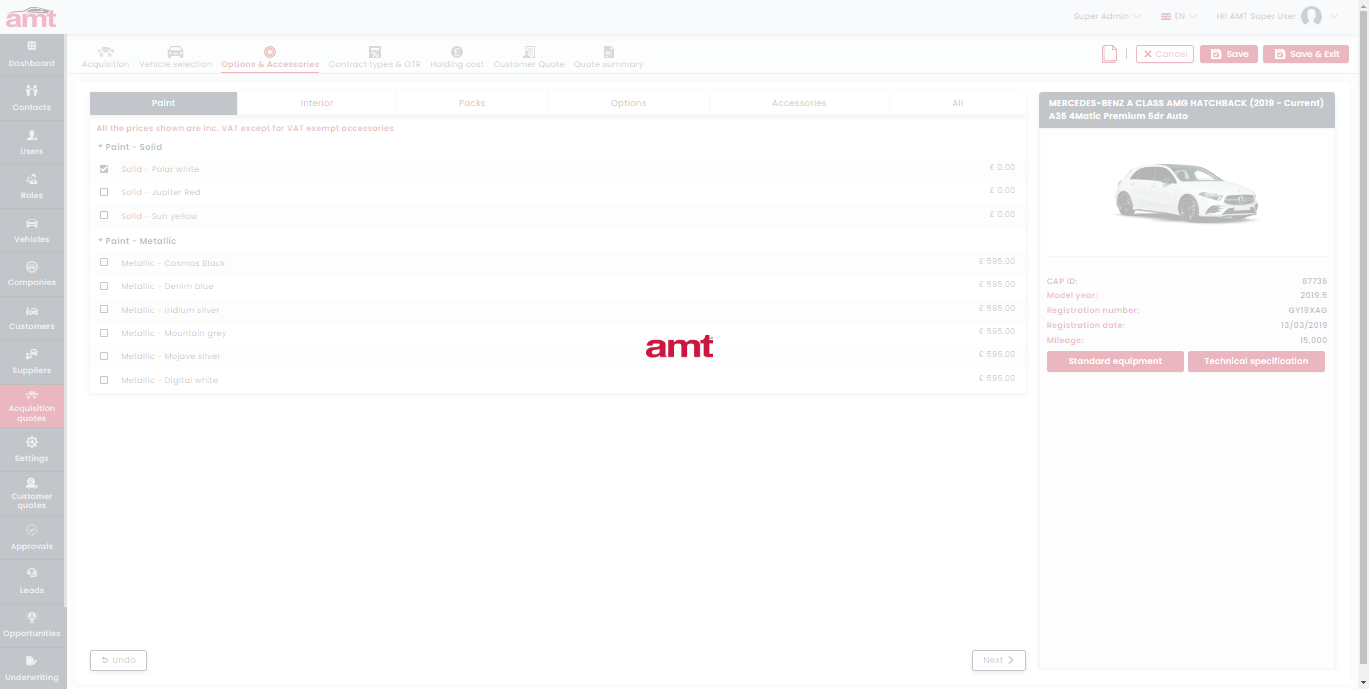 amt
Super Admin
EN
Hi! AMT Super User
Dashboard
Contacts
Users
Roles
Vehicles
Companies
Customers
Suppliers
Acquisition
quotes
Settings
Customer
quotes
Approvals
Leads
Opportunities
Underwriting
Acquisition
Vehicle selection
Options & Accessories
Contract types & OTR
Holding cost
Customer Quote
Quote summary
Cancel
Save
Save & Exit
Paint
Interior
Packs
Options
Accessories
All
All the prices shown are inc. VAT except for VAT exempt accessories
* Paint - Solid
Solid - Polar white £ 0.00
Solid - Jupiter Red £ 0.00
Solid - Sun yellow £ 0.00
* Paint - Metallic
Metallic - Cosmos Black £ 595.00
Metallic - Denim blue £ 595.00
Metallic - Iridium silver £ 595.00
Metallic - Mountain grey £ 595.00
Metallic - Mojave silver £ 595.00
Metallic - Digital white £ 595.00
amt
Undo
Next
MERCEDES-BENZ A CLASS AMG HATCHBACK (2019 - Current)
A35 4Matic Premium 5dr Auto
CAP ID: 87736
Model year: 2019.5
Registration number: GY19XAG
Registration date: 13/03/2019
Mileage: 15,000
Standard equipment
Technical specification